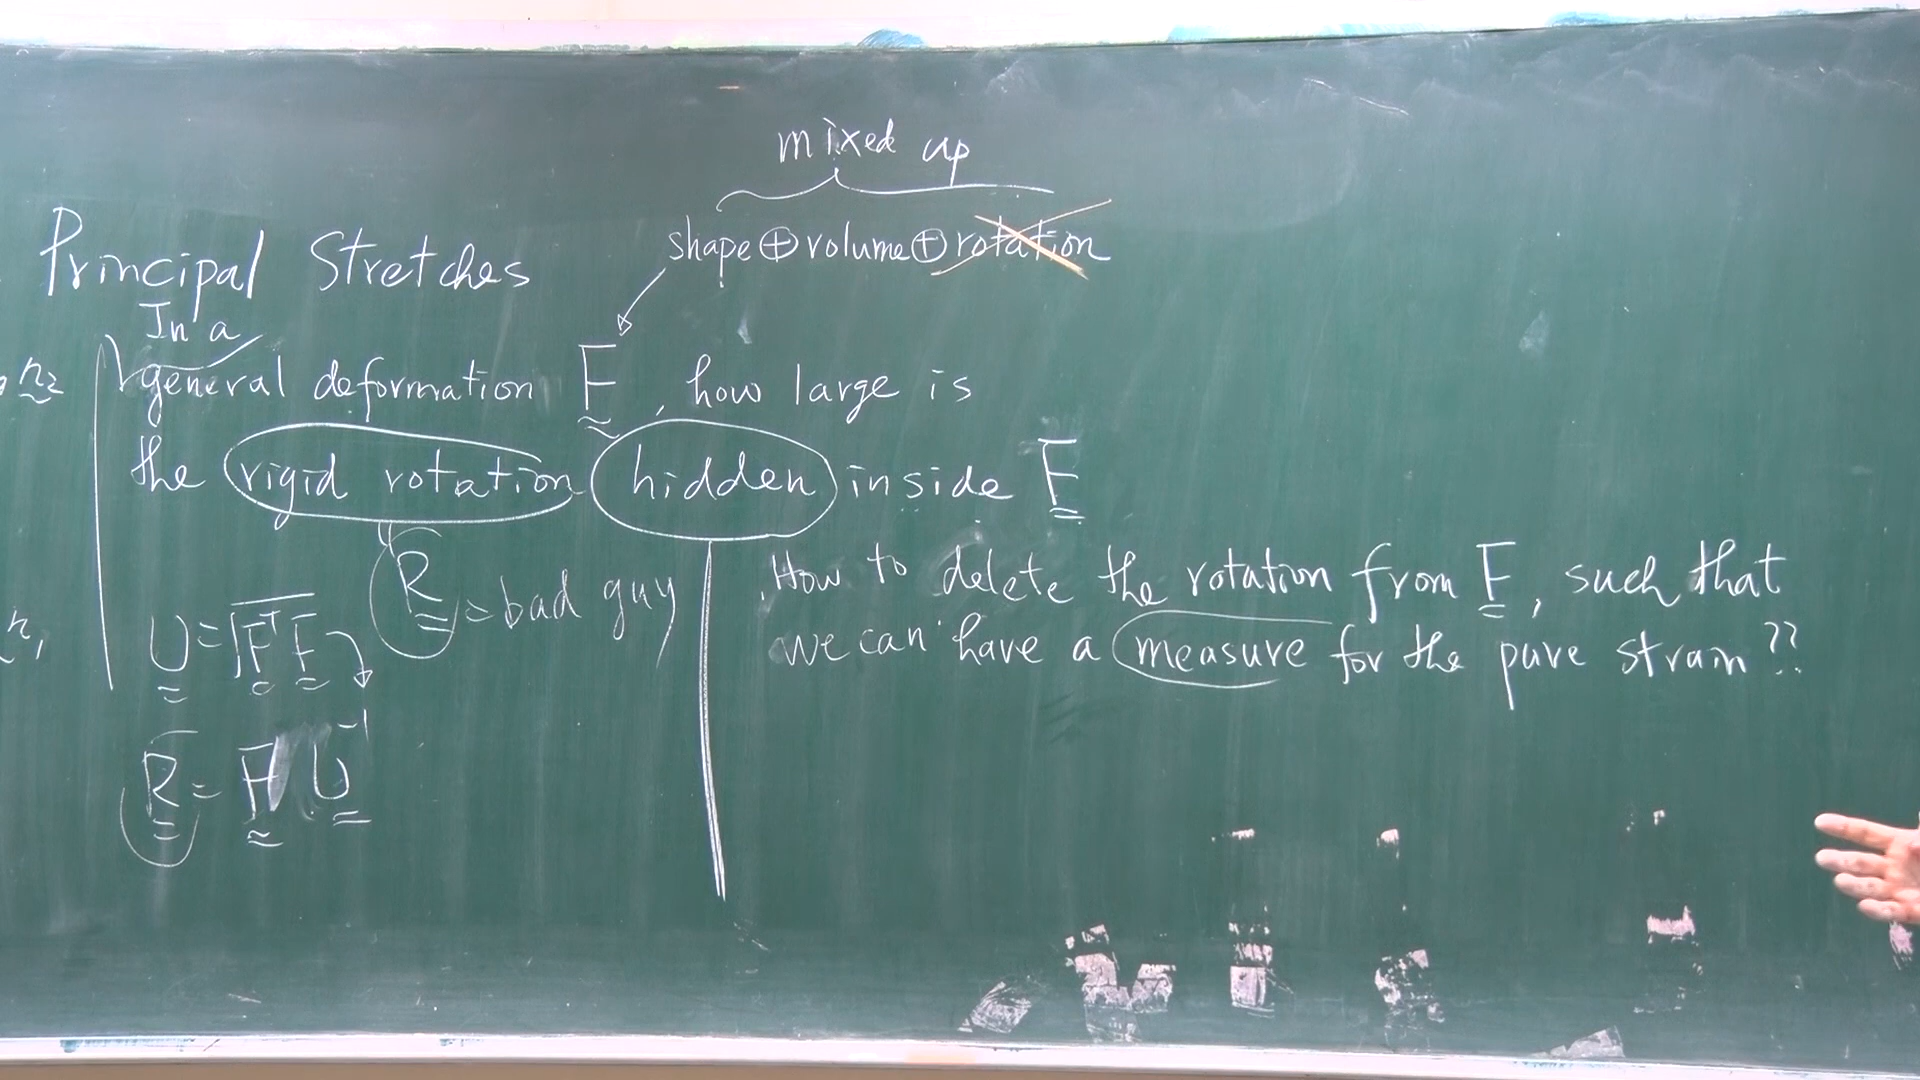 mixed up
shape ⊕ volume ⊕ rotation
Principal Stretches
In a
n₂
general deformation F, how large is
the rigid rotation hidden inside F
R = bad guy
How to delete the rotation from F, such that
n₁
U = √FᵀF
we can have a measure for the pure strain??
R = F U⁻¹